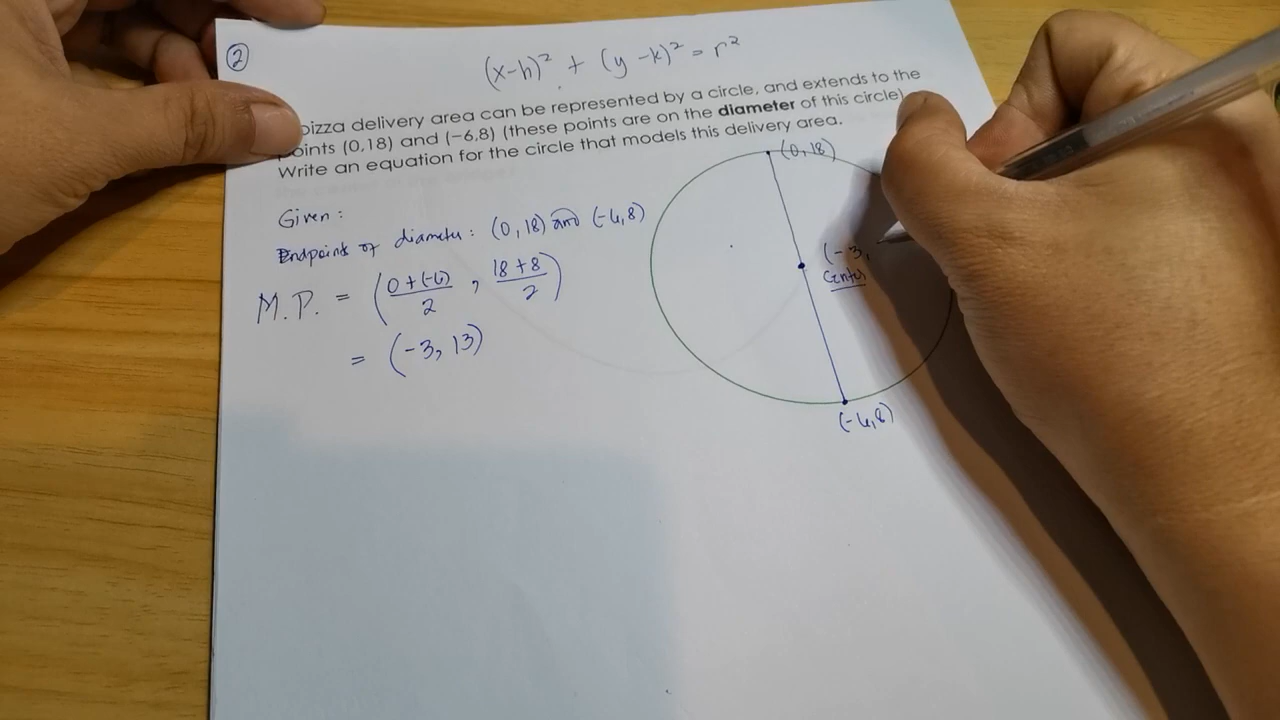 ②
(x-h)² + (y-k)² = r²
pizza delivery area can be represented by a circle, and extends to the
points (0,18) and (−6,8) (these points are on the diameter of this circle).
Write an equation for the circle that models this delivery area.
Given:
Endpoints of diameter: (0,18) and (-6,8)
M.P. = (0+(-6)/2, 18+8/2)
= (-3, 13)
(0,18)
(-3,
Center
(-6,8)